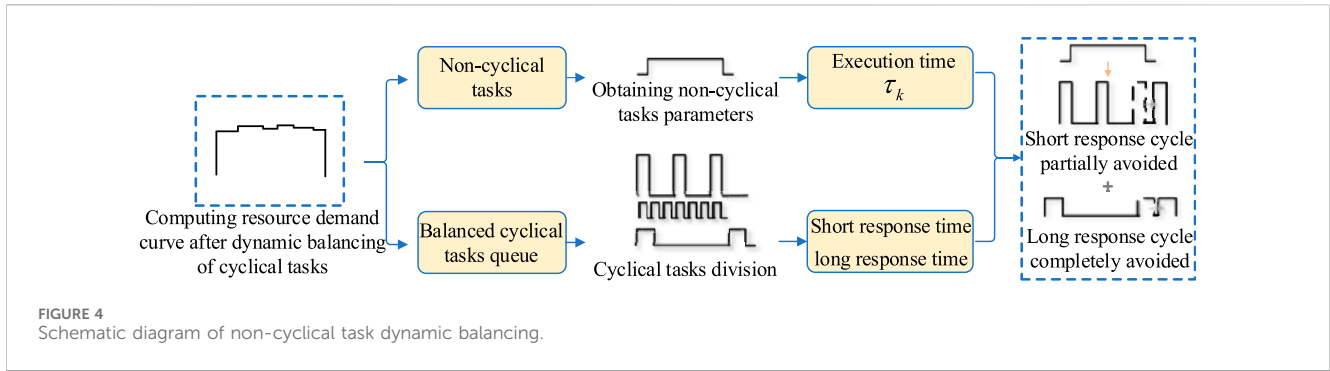 Non-cyclical
tasks
Obtaining non-cyclical
tasks parameters
Execution time
τk
Short response cycle
partially avoided
+
Long response cycle
completely avoided
Computing resource demand
curve after dynamic balancing
of cyclical tasks
Balanced cyclical
tasks queue
Cyclical tasks division
Short response time
long response time
FIGURE 4
Schematic diagram of non-cyclical task dynamic balancing.